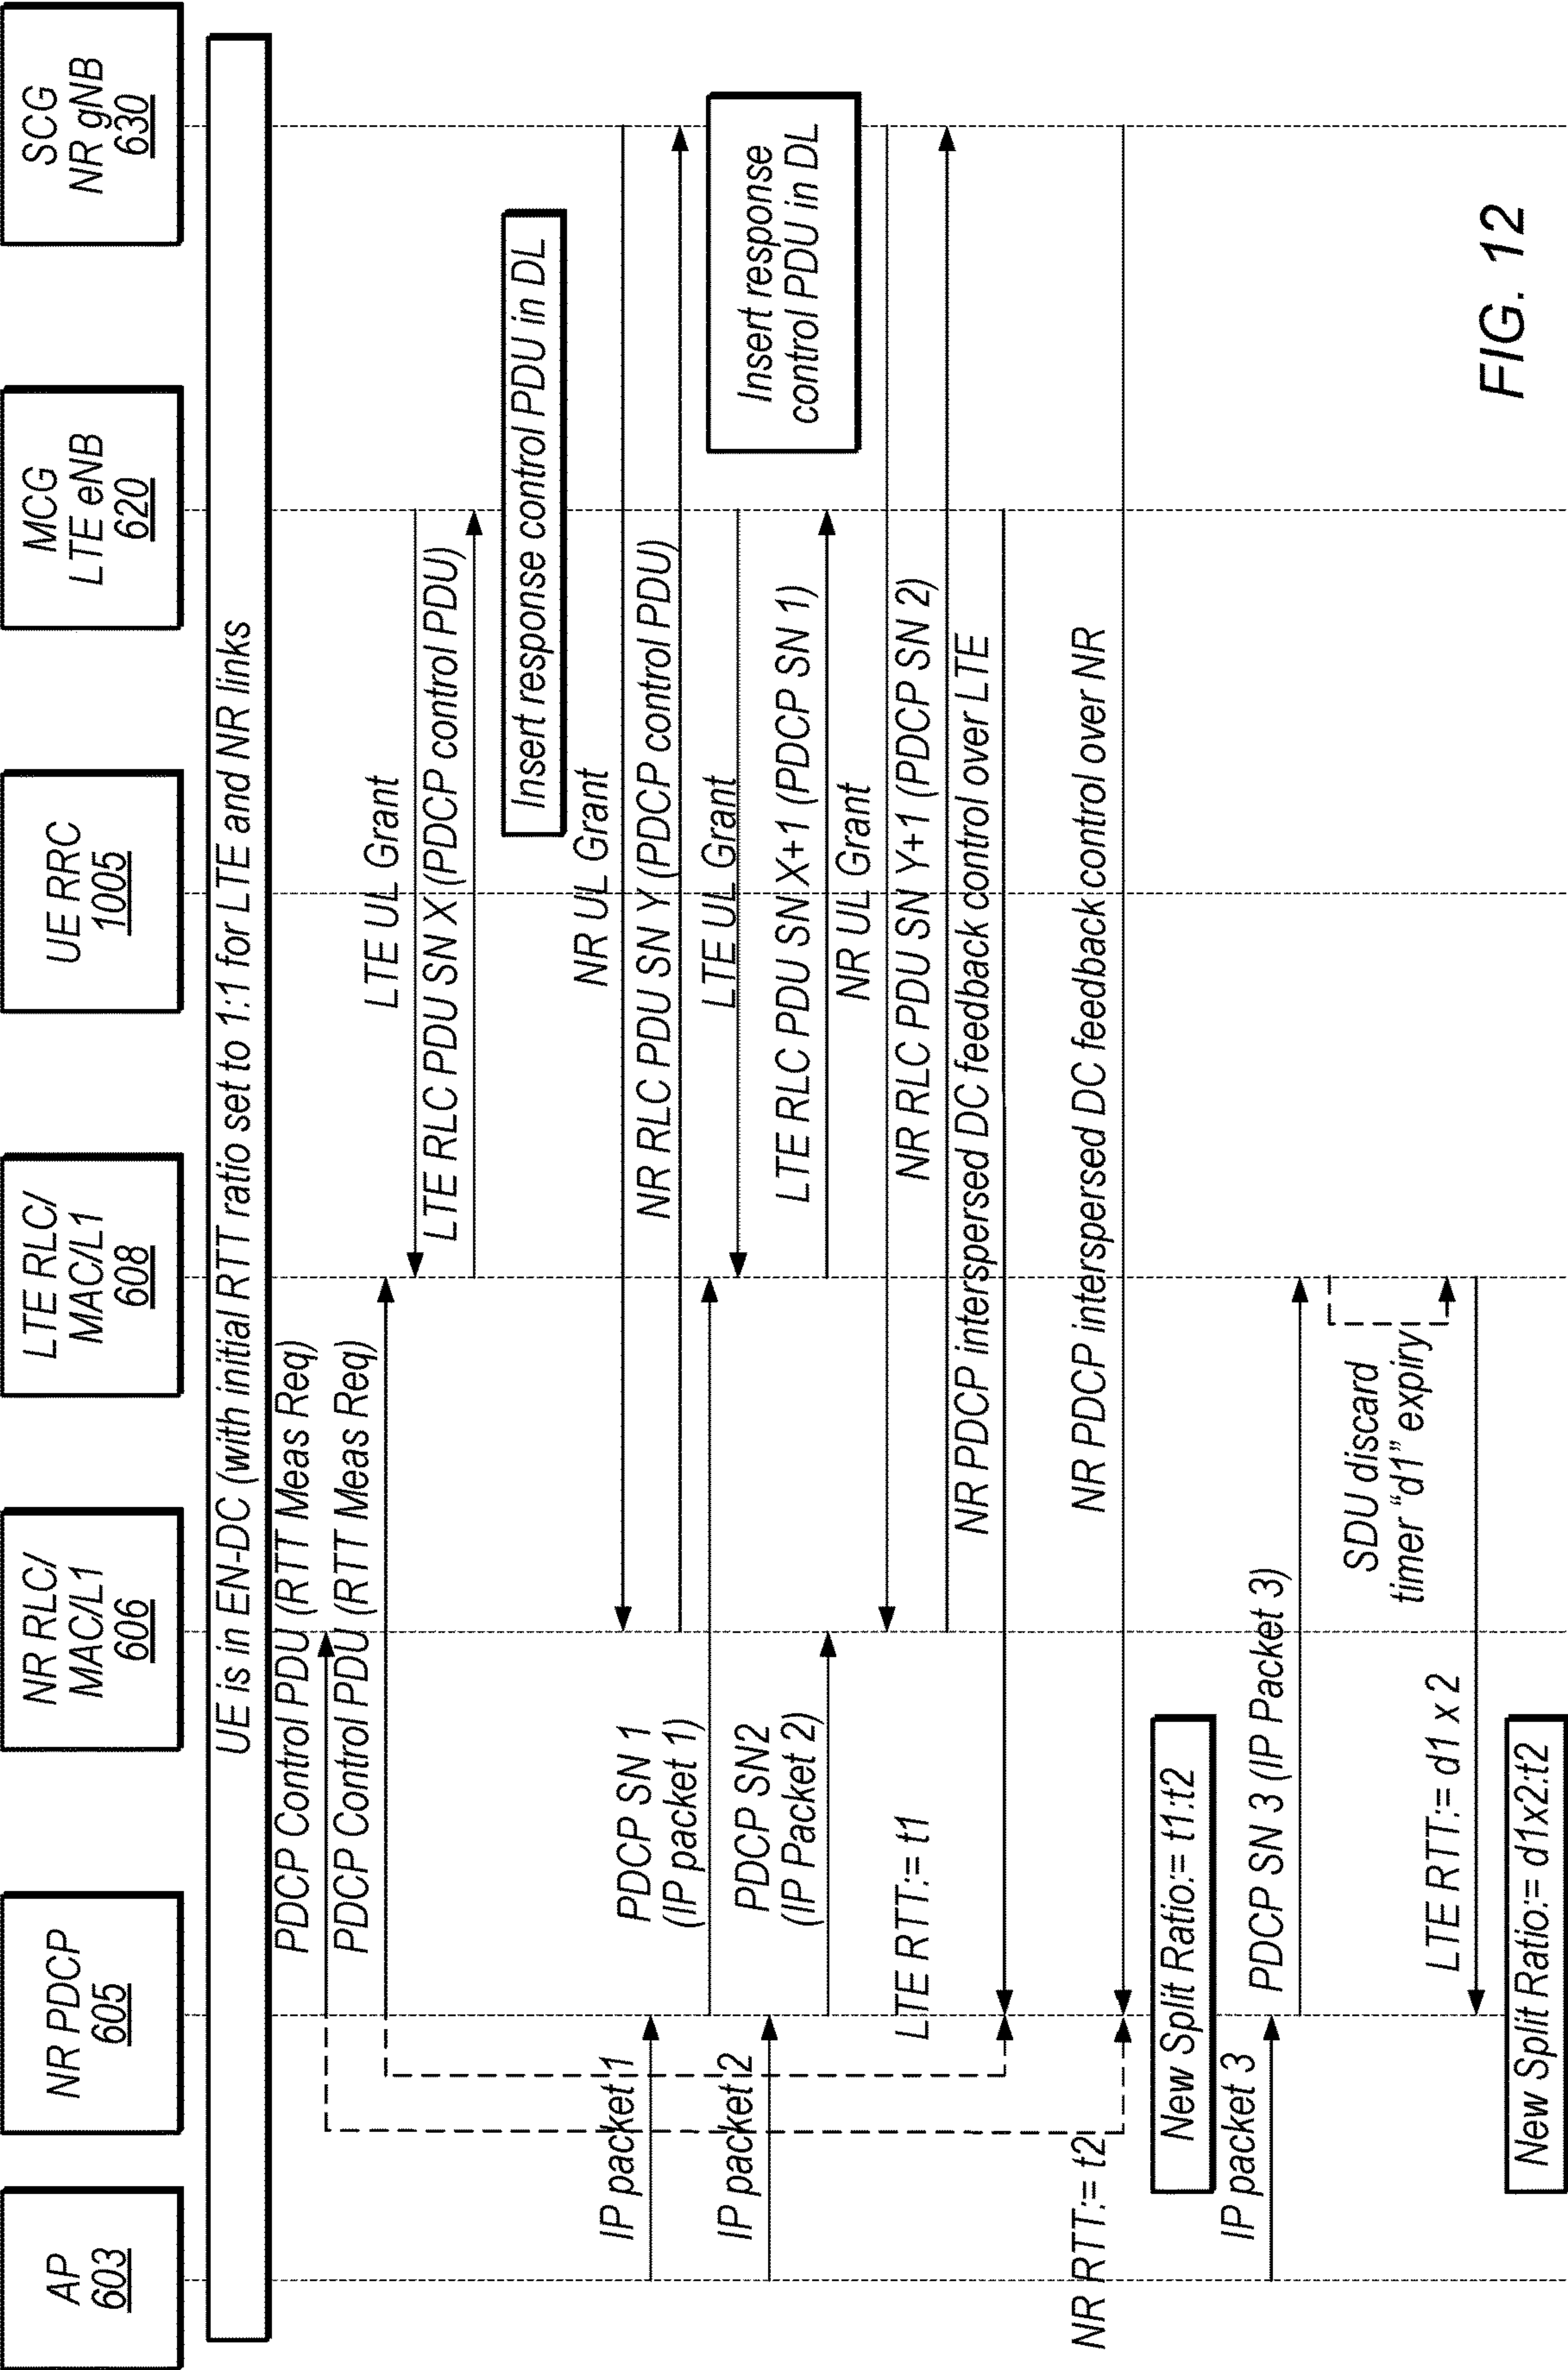 AP
603
NR PDCP
605
NR RLC/
MAC/L1
606
LTE RLC/
MAC/L1
608
UE RRC
1005
MCG
LTE eNB
620
SCG
NR gNB
630
UE is in EN-DC (with initial RTT ratio set to 1:1 for LTE and NR links
PDCP Control PDU (RTT Meas Req)
PDCP Control PDU (RTT Meas Req)
LTE UL Grant
LTE RLC PDU SN X (PDCP control PDU)
Insert response control PDU in DL
NR UL Grant
IP packet 1
NR RLC PDU SN Y (PDCP control PDU)
PDCP SN 1
(IP packet 1)
LTE UL Grant
IP packet 2
Insert response
control PDU in DL
PDCP SN2
(IP Packet 2)
LTE RLC PDU SN X+1 (PDCP SN 1)
NR UL Grant
NR RLC PDU SN Y+1 (PDCP SN 2)
LTE RTT:= t1
NR PDCP interspersed DC feedback control over LTE
NR RTT:= t2
NR PDCP interspersed DC feedback control over NR
New Split Ratio:= t1:t2
IP packet 3
PDCP SN 3 (IP Packet 3)
SDU discard
timer “d1” expiry
LTE RTT:= d1 x 2
New Split Ratio:= d1x2:t2
FIG. 12